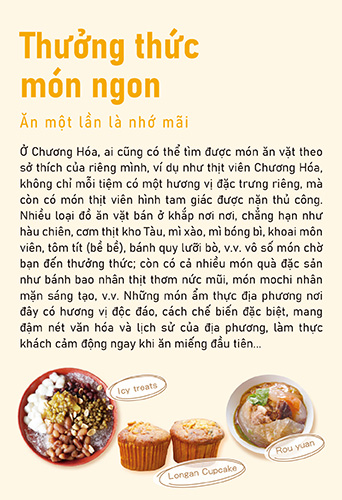 Thưởng thức
món ngon
Ăn một lần là nhớ mãi
Ở Chương Hóa, ai cũng có thể tìm được món ăn vặt theo
sở thích của riêng mình, ví dụ như thịt viên Chương Hóa,
không chỉ mỗi tiệm có một hương vị đặc trưng riêng, mà
còn có món thịt viên hình tam giác được nặn thủ công.
Nhiều loại đồ ăn vặt bán ở khắp nơi nơi, chẳng hạn như
hàu chiên, cơm thịt kho Tàu, mì xào, mì bóng bì, khoai môn
viên, tôm tít (bề bề), bánh quy lưỡi bò, v.v. vô số món chờ
bạn đến thưởng thức; còn có cả nhiều món quà đặc sản
như bánh bao nhân thịt thơm nức mũi, món mochi nhân
mặn sáng tạo, v.v. Những món ẩm thực địa phương nơi
đây có hương vị độc đáo, cách chế biến đặc biệt, mang
đậm nét văn hóa và lịch sử của địa phương, làm thực
khách cảm động ngay khi ăn miếng đầu tiên...
Icy treats
Longan Cupcake
Rou yuan